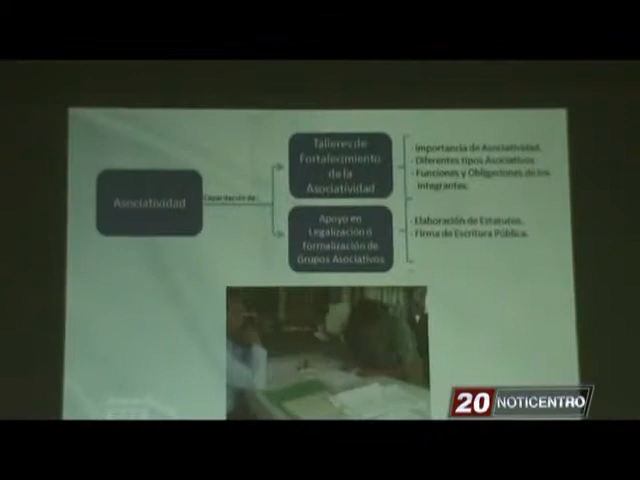 Asociatividad
Capacitación de:
Talleres de
Fortalecimiento
de la
Asociatividad
- Importancia de Asociatividad.
- Diferentes tipos Asociativos
- Funciones y Obligaciones de los
integrantes.
Apoyo en
Legalización o
formalización de
Grupos Asociativos
- Elaboración de Estatutos.
- Firma de Escritura Pública.
20 NOTICENTRO